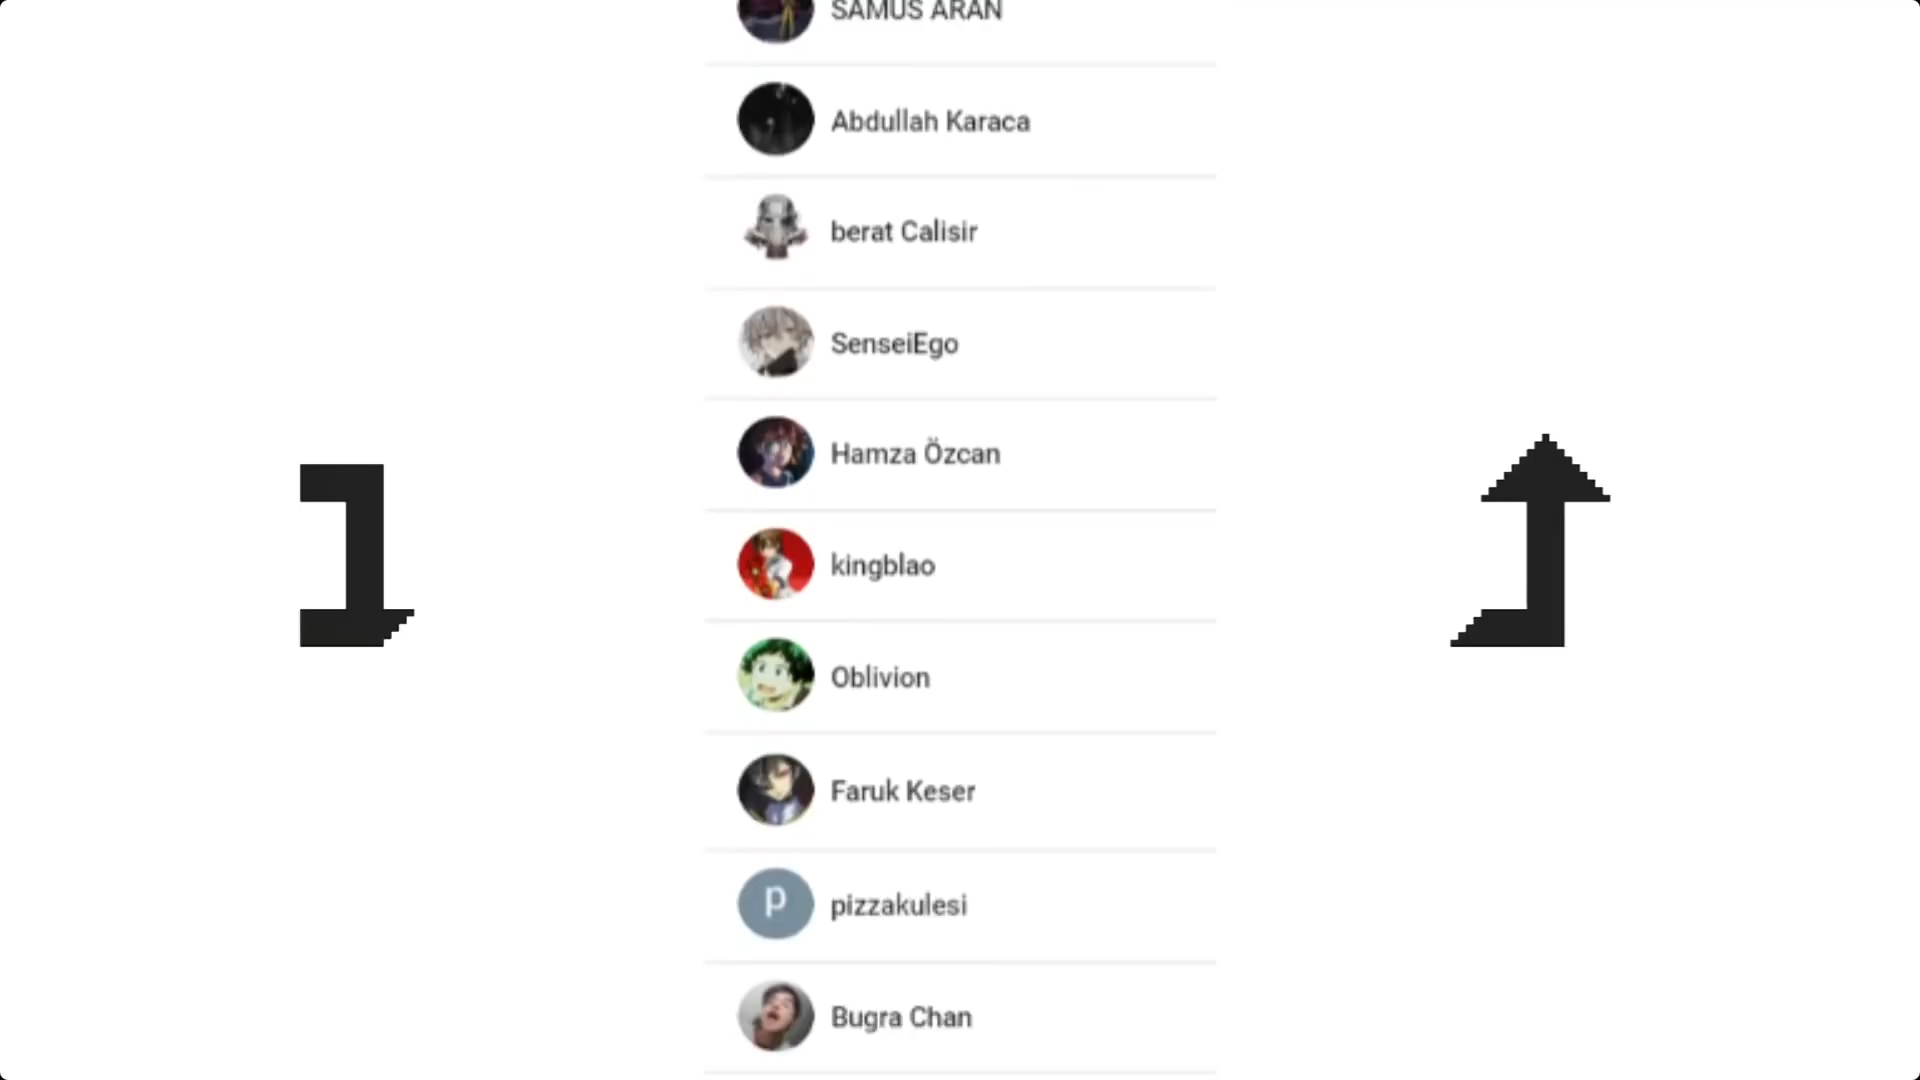 SAMUS ARAN
Abdullah Karaca
berat Calisir
SenseiEgo
Hamza Özcan
kingblao
Oblivion
Faruk Keser
p
pizzakulesi
Bugra Chan